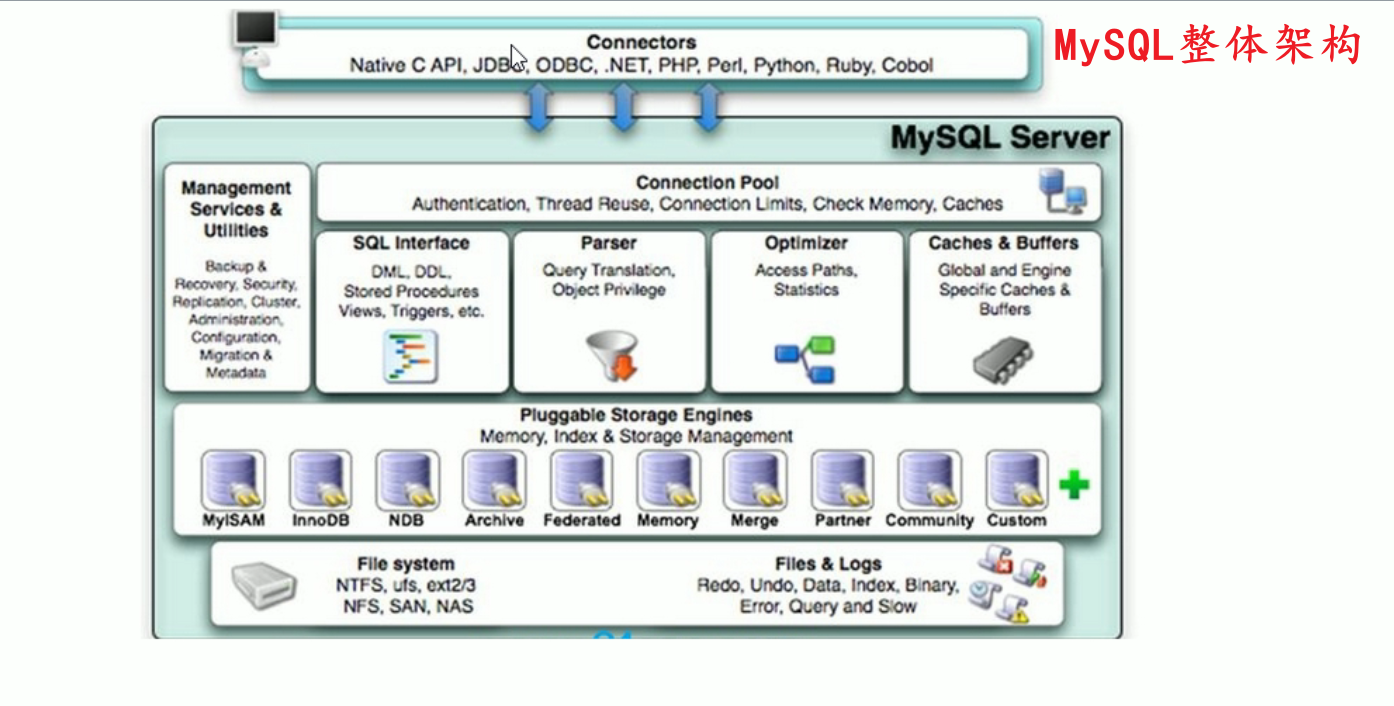 MySQL整体架构
Connectors
Native C API, JDBC, ODBC, .NET, PHP, Perl, Python, Ruby, Cobol
MySQL Server
Management
Services &
Utilities
Backup &
Recovery, Security,
Replication, Cluster,
Administration,
Configuration,
Migration &
Metadata
Connection Pool
Authentication, Thread Reuse, Connection Limits, Check Memory, Caches
SQL Interface
DML, DDL,
Stored Procedures
Views, Triggers, etc.
Parser
Query Translation,
Object Privilege
Optimizer
Access Paths,
Statistics
Caches & Buffers
Global and Engine
Specific Caches &
Buffers
Pluggable Storage Engines
Memory, Index & Storage Management
MyISAM
InnoDB
NDB
Archive
Federated
Memory
Merge
Partner
Community
Custom
File system
NTFS, ufs, ext2/3
NFS, SAN, NAS
Files & Logs
Redo, Undo, Data, Index, Binary,
Error, Query and Slow